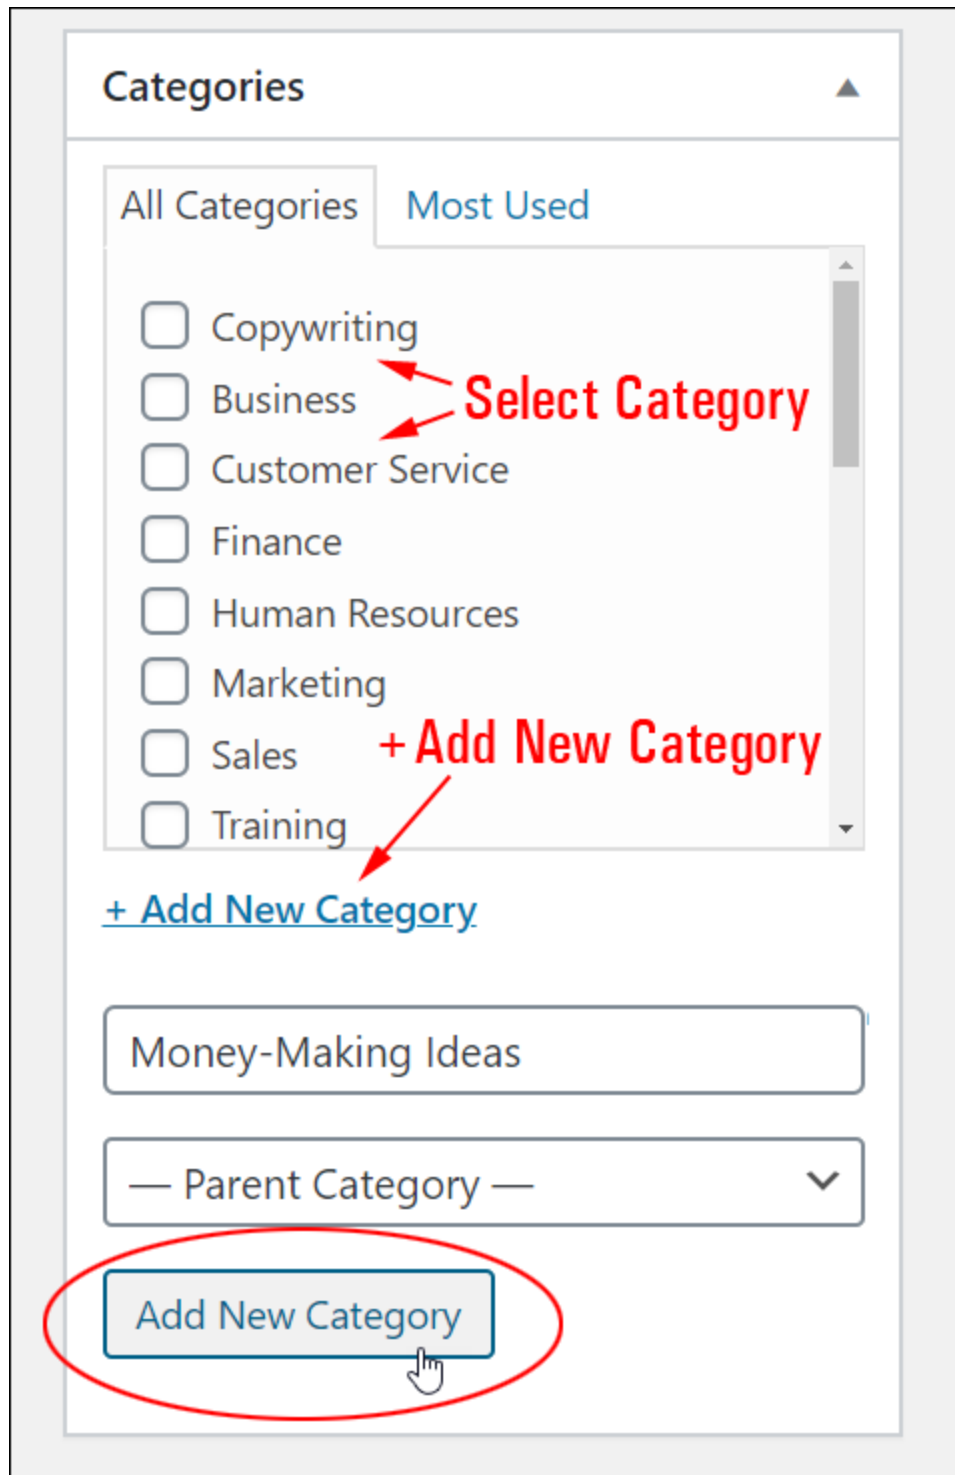 Categories
All Categories
Most Used
Copywriting
Business
Select Category
Customer Service
Finance
Human Resources
Marketing
Sales
+ Add New Category
Training
+ Add New Category
Money-Making Ideas
— Parent Category —
Add New Category